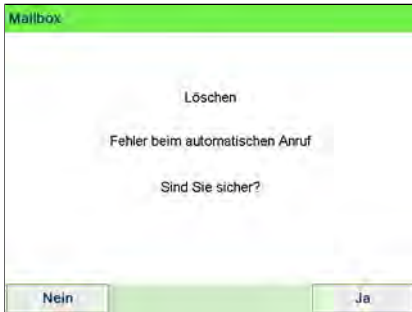 Mailbox
Löschen
Fehler beim automatischen Anruf
Sind Sie sicher?
Nein
Ja